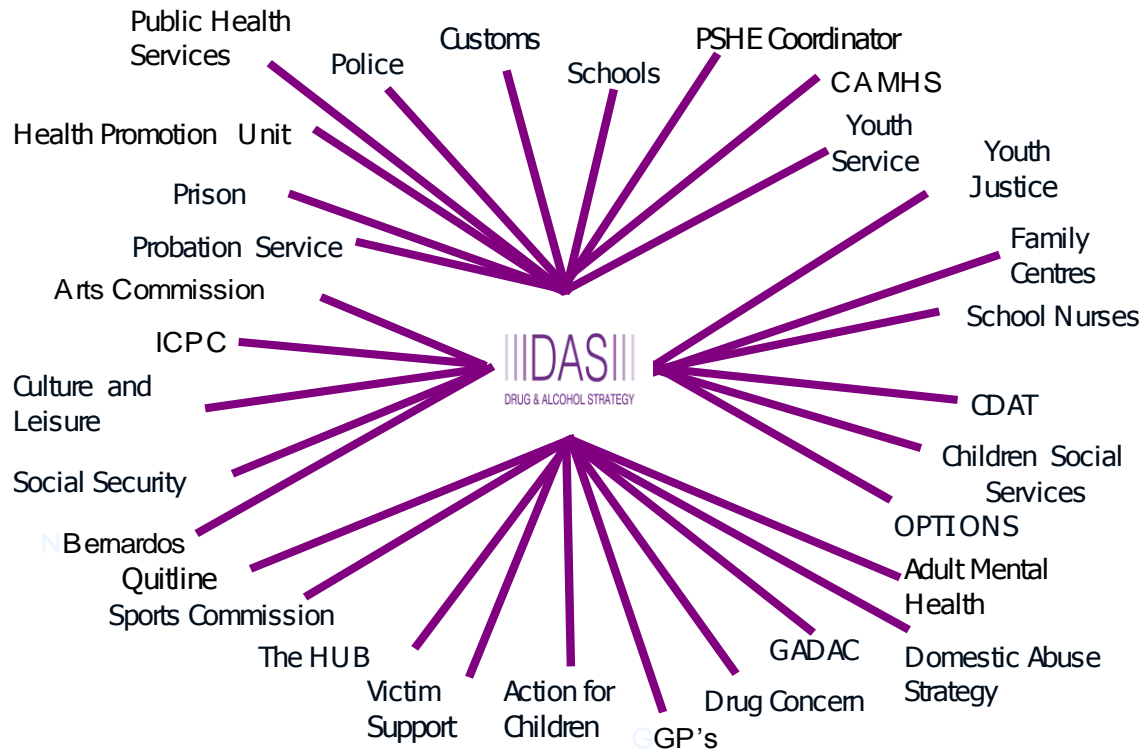 Public Health
Services
Police
Customs
Schools
PSHE Coordinator
CAMHS
Youth
Service
Youth
Justice
Health Promotion Unit
Prison
Probation Service
Arts Commission
ICPC
Culture and
Leisure
Social Security
NBernardos
Quitline
Sports Commission
The HUB
Victim
Support
Action for
Children
GGP's
Drug Concern
GADAC
Domestic Abuse
Strategy
Adult Mental
Health
OPTIONS
Children Social
Services
CDAT
School Nurses
Family
Centres
|||DAS|||
DRUG & ALCOHOL STRATEGY